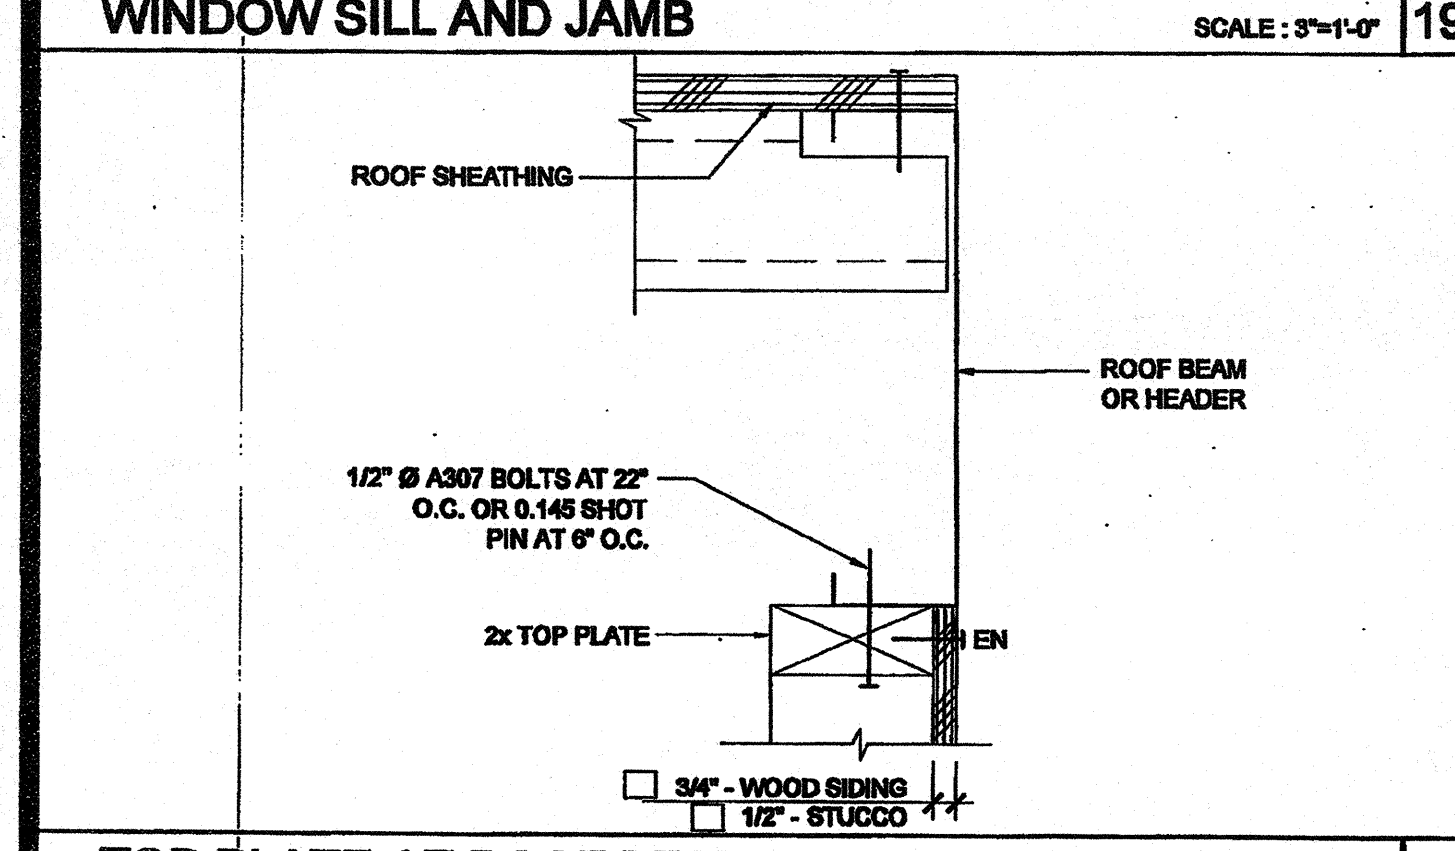 WINDOW SILL AND JAMB
SCALE : 3"=1'-0"
19
ROOF SHEATHING
ROOF BEAM
OR HEADER
1/2" Ø A307 BOLTS AT 22"
O.C. OR 0.145 SHOT
PIN AT 6" O.C.
2x TOP PLATE
EN
3/4" - WOOD SIDING
1/2" - STUCCO